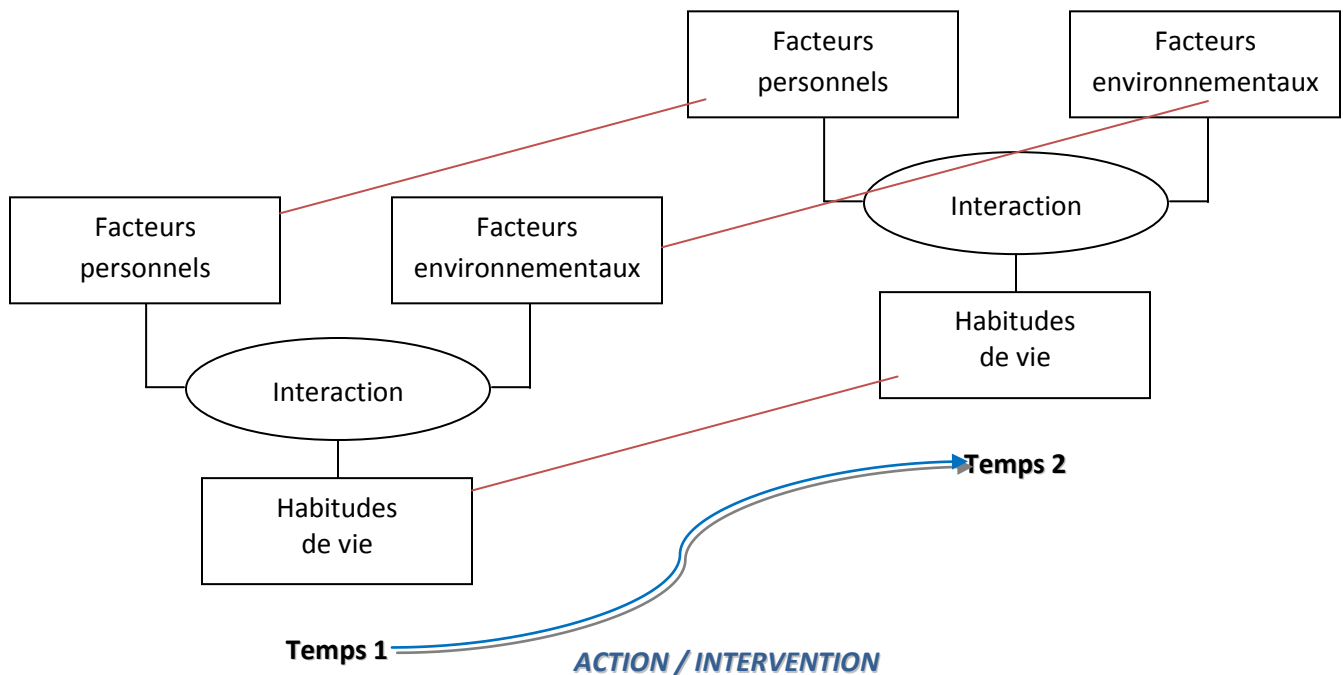 Facteurs
personnels
Facteurs
environnementaux
Interaction
Habitudes
de vie
Facteurs
personnels
Facteurs
environnementaux
Interaction
Habitudes
de vie
Temps 2
Temps 1
ACTION / INTERVENTION